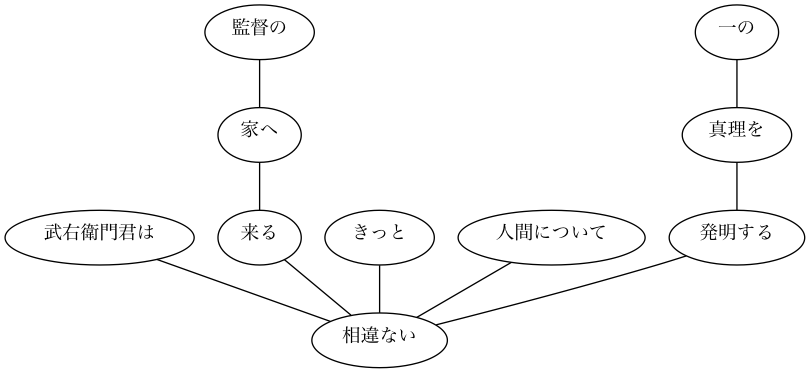 監督の
一の
家へ
真理を
武右衛門君は
来る
きっと
人間について
発明する
相違ない